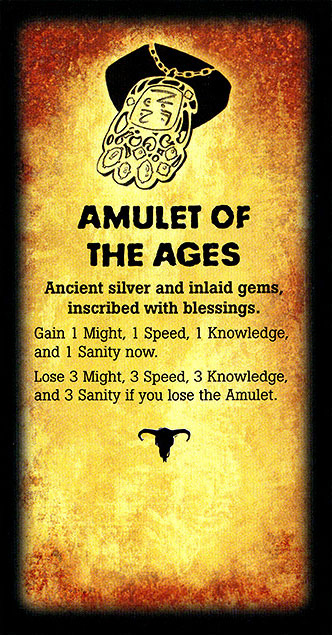 AMULET OF
THE AGES
Ancient silver and inlaid gems,
inscribed with blessings.
Gain 1 Might, 1 Speed, 1 Knowledge,
and 1 Sanity now.
Lose 3 Might, 3 Speed, 3 Knowledge,
and 3 Sanity if you lose the Amulet.